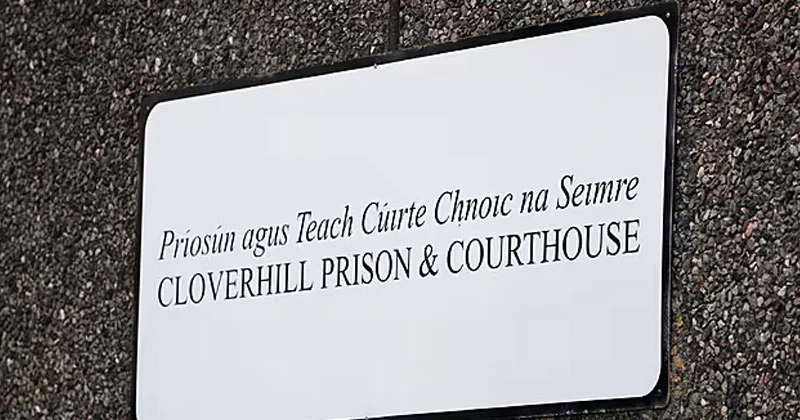 Príosún agus Teach Cúirte Chnoic na Seimre
CLOVERHILL PRISON & COURTHOUSE